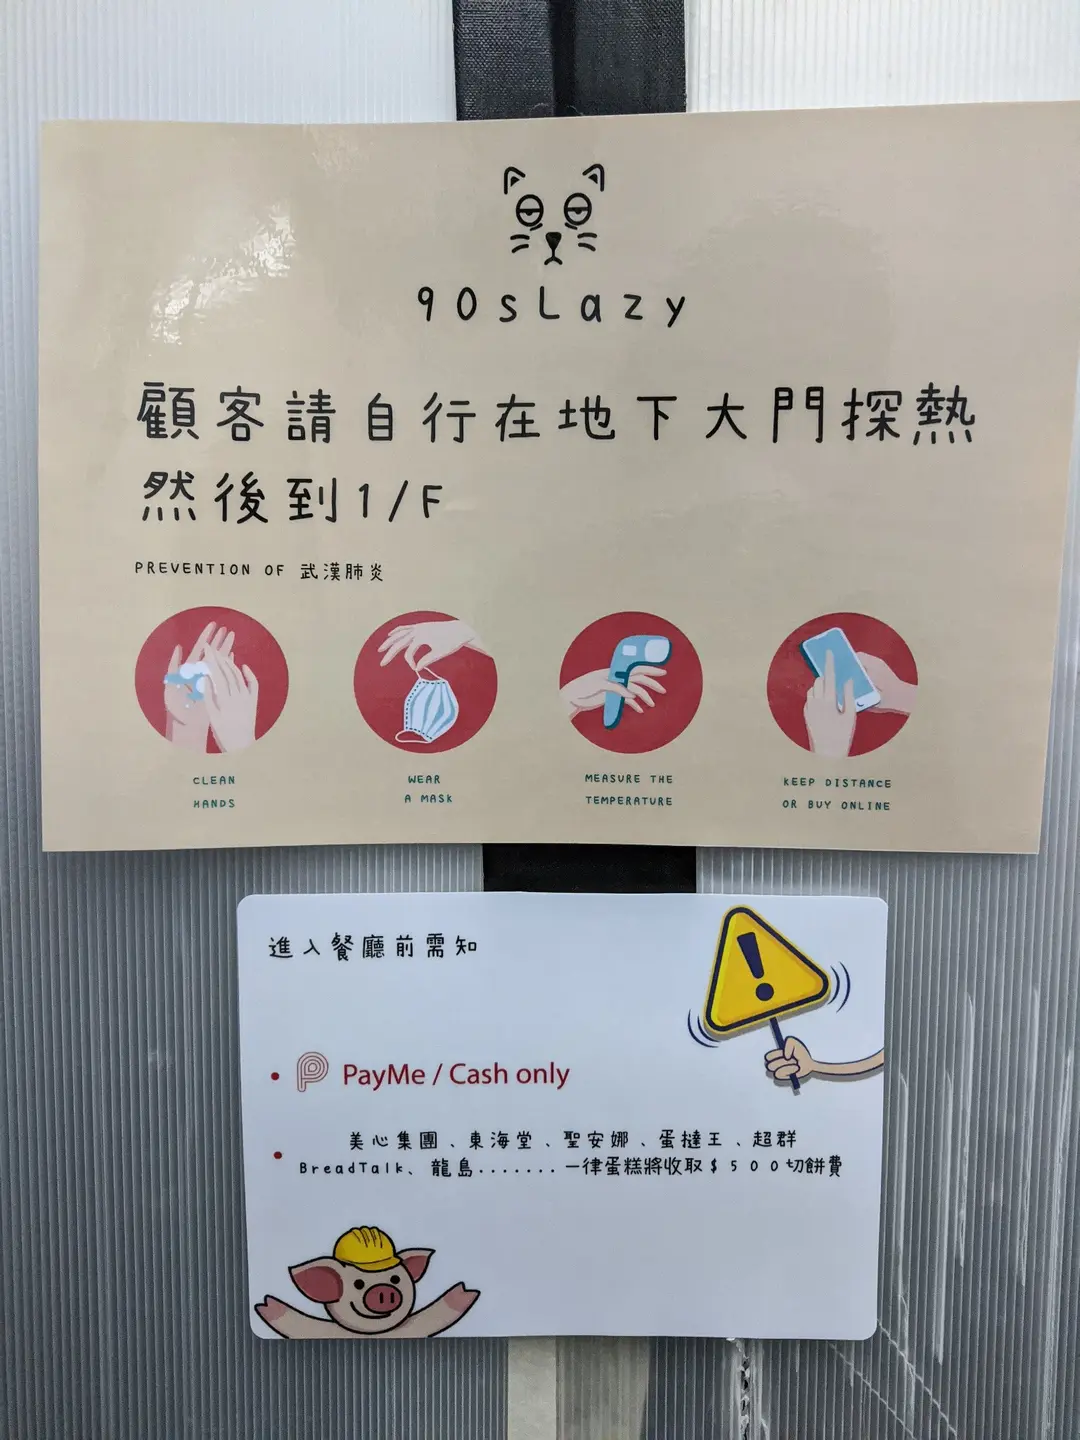 90sLazy
顧客請自行在地下大門探熱
然後到1/F
PREVENTION OF 武漢肺炎
CLEAN
HANDS
WEAR
A MASK
MEASURE THE
TEMPERATURE
KEEP DISTANCE
OR BUY ONLINE
進入餐廳前需知
• PayMe / Cash only
• 美心集團、東海堂、聖安娜、蛋撻王、超群
BreadTalk、龍島.......一律蛋糕將收取$500切餅費